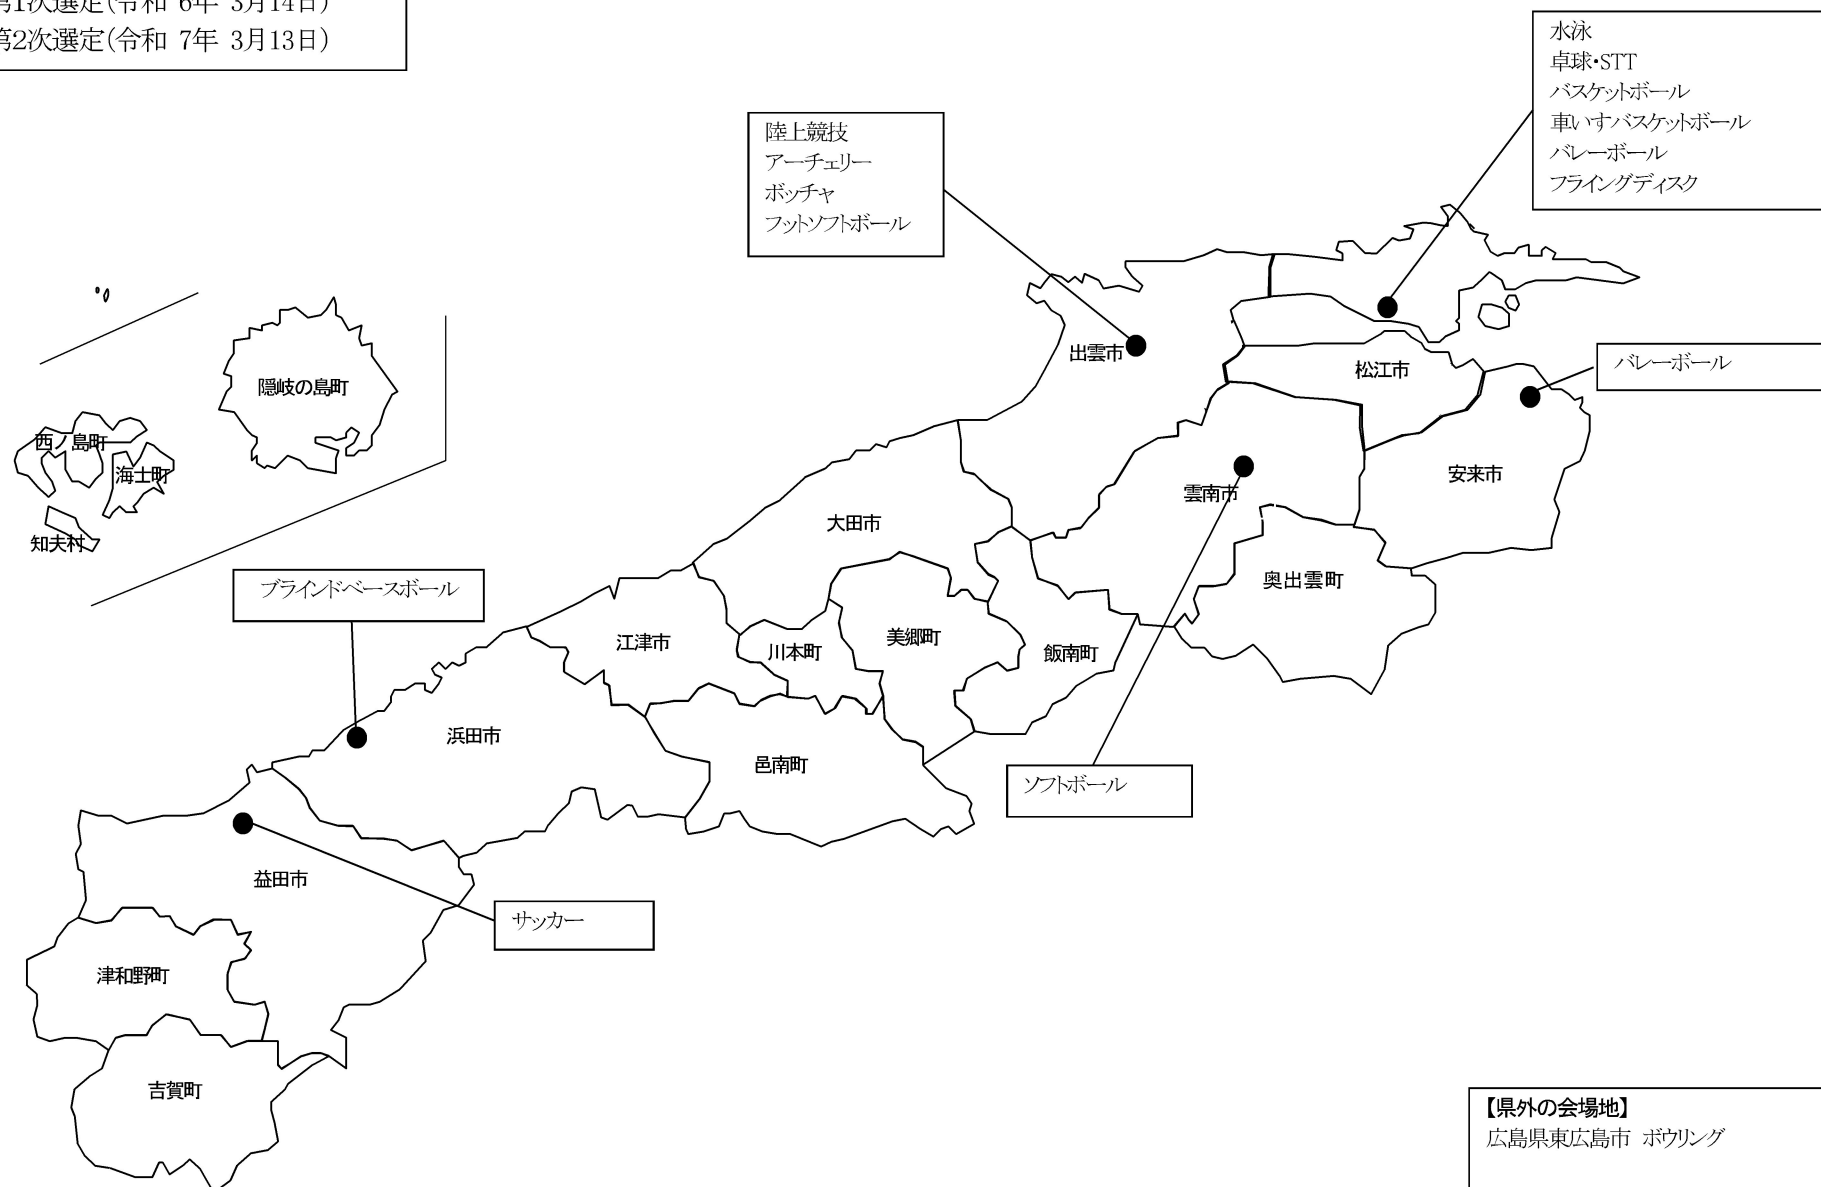 第1次選定(令和 6年 3月14日)
第2次選定(令和 7年 3月13日)
水泳
卓球・STT
バスケットボール
車いすバスケットボール
バレーボール
フライングディスク
陸上競技
アーチェリー
ボッチャ
フットソフトボール
出雲市
松江市
バレーボール
隠岐の島町
西ノ島町
海士町
知夫村
安来市
雲南市
大田市
奥出雲町
ブラインドベースボール
江津市
川本町
美郷町
飯南町
浜田市
邑南町
ソフトボール
益田市
サッカー
津和野町
吉賀町
【県外の会場地】
広島県東広島市 ボウリング